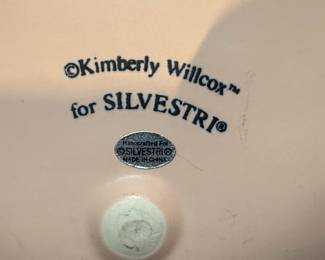 ©Kimberly Willcox™
for SILVESTRI®
Handcrafted For
©SILVESTRI®
MADE IN CHINA